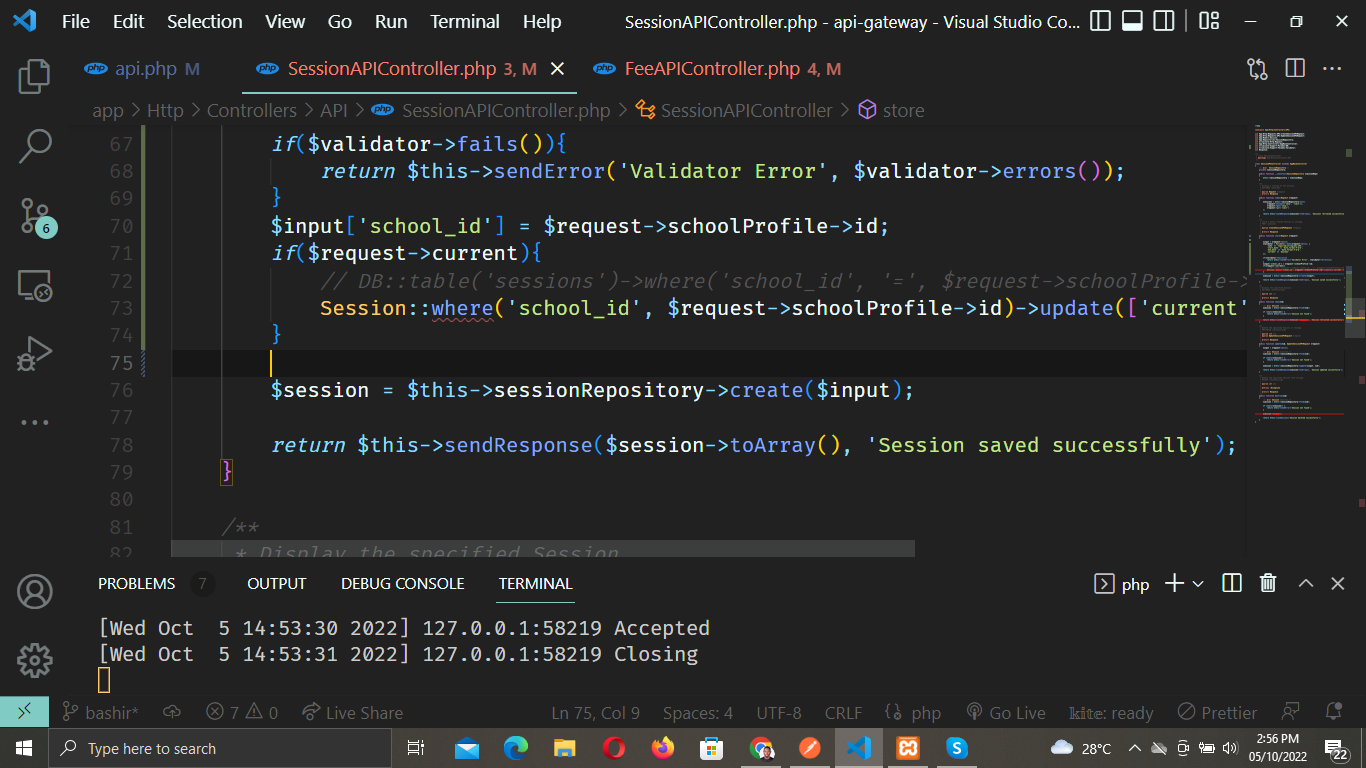 File Edit Selection View Go Run Terminal Help SessionAPIController.php - api-gateway - Visual Studio Co...
php api.php M php SessionAPIController.php 3, M php FeeAPIController.php 4, M
app > Http > Controllers > API > php SessionAPIController.php > SessionAPIController > store
67 if($validator->fails()){
68 return $this->sendError('Validator Error', $validator->errors());
69 }
70 $input['school_id'] = $request->schoolProfile->id;
71 if($request->current){
72 // DB::table('sessions')->where('school_id', '=', $request->schoolProfile->
73 Session::where('school_id', $request->schoolProfile->id)->update(['current'
74 }
75
76 $session = $this->sessionRepository->create($input);
77
78 return $this->sendResponse($session->toArray(), 'Session saved successfully');
79 }
80
81 /**
82 * Display the specified Session
6
PROBLEMS 7 OUTPUT DEBUG CONSOLE TERMINAL php
[Wed Oct  5 14:53:30 2022] 127.0.0.1:58219 Accepted
[Wed Oct  5 14:53:31 2022] 127.0.0.1:58219 Closing
bashir* 7 0 Live Share Ln 75, Col 9 Spaces: 4 UTF-8 CRLF php Go Live kite: ready Prettier
Type here to search 28°C 2:56 PM
05/10/2022 22